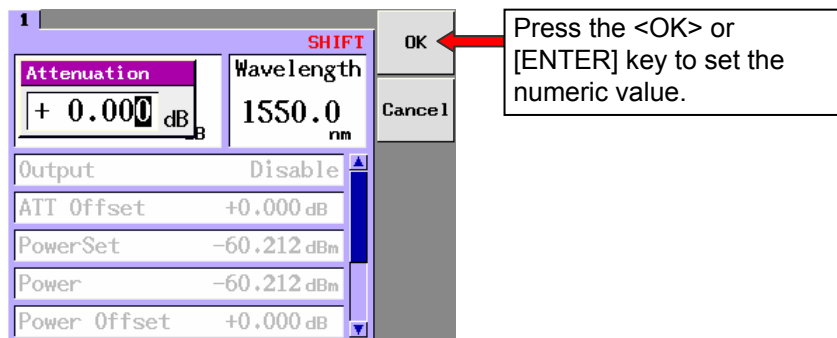 1
SHIFT
OK
Attenuation
Wavelength
+ 0.000 dB
B
1550.0
nm
Cancel
Output Disable
ATT Offset +0.000 dB
PowerSet -60.212 dBm
Power -60.212 dBm
Power Offset +0.000 dB
Press the <OK> or
[ENTER] key to set the
numeric value.